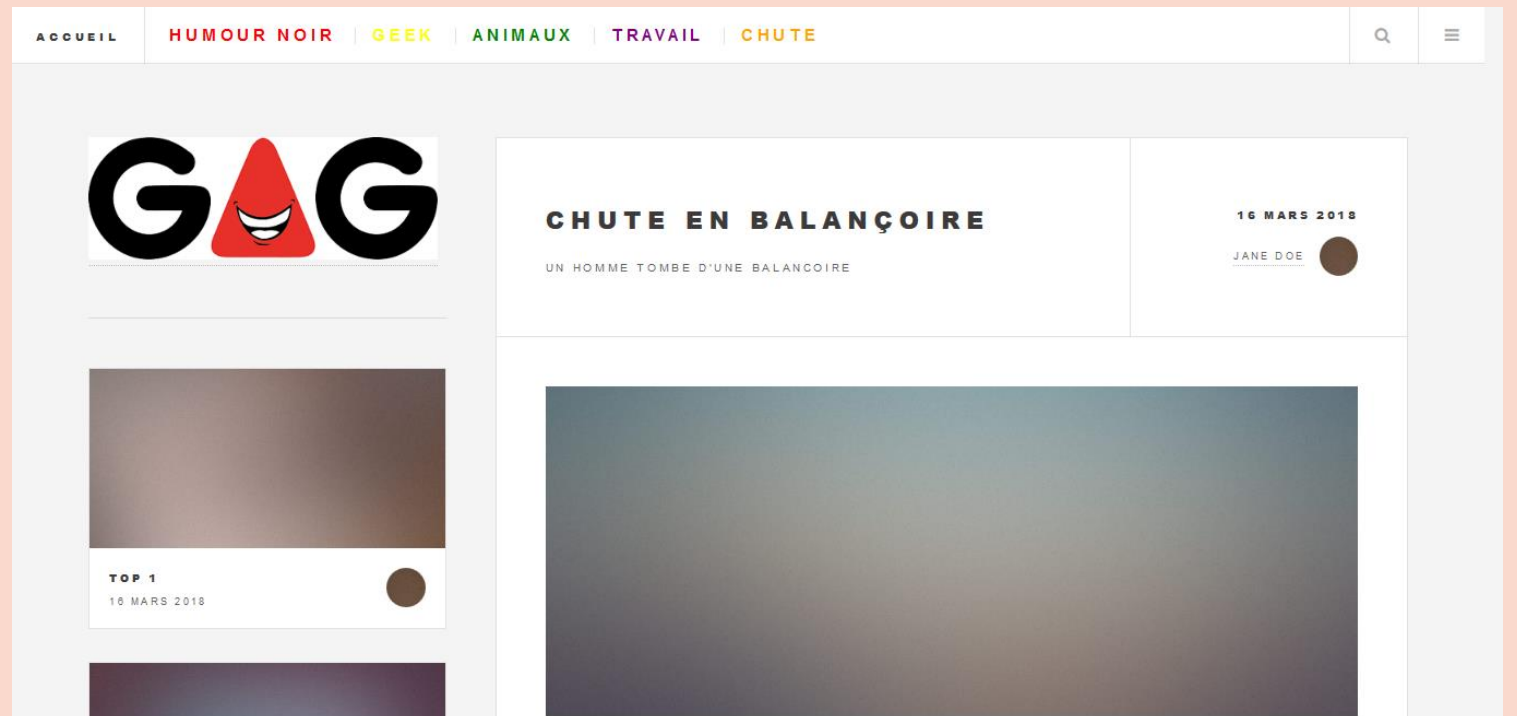 ACCUEIL
HUMOUR NOIR
GEEK
ANIMAUX
TRAVAIL
CHUTE
GAG
CHUTE EN BALANÇOIRE
UN HOMME TOMBE D'UNE BALANCOIRE
16 MARS 2018
JANE DOE
TOP 1
16 MARS 2018